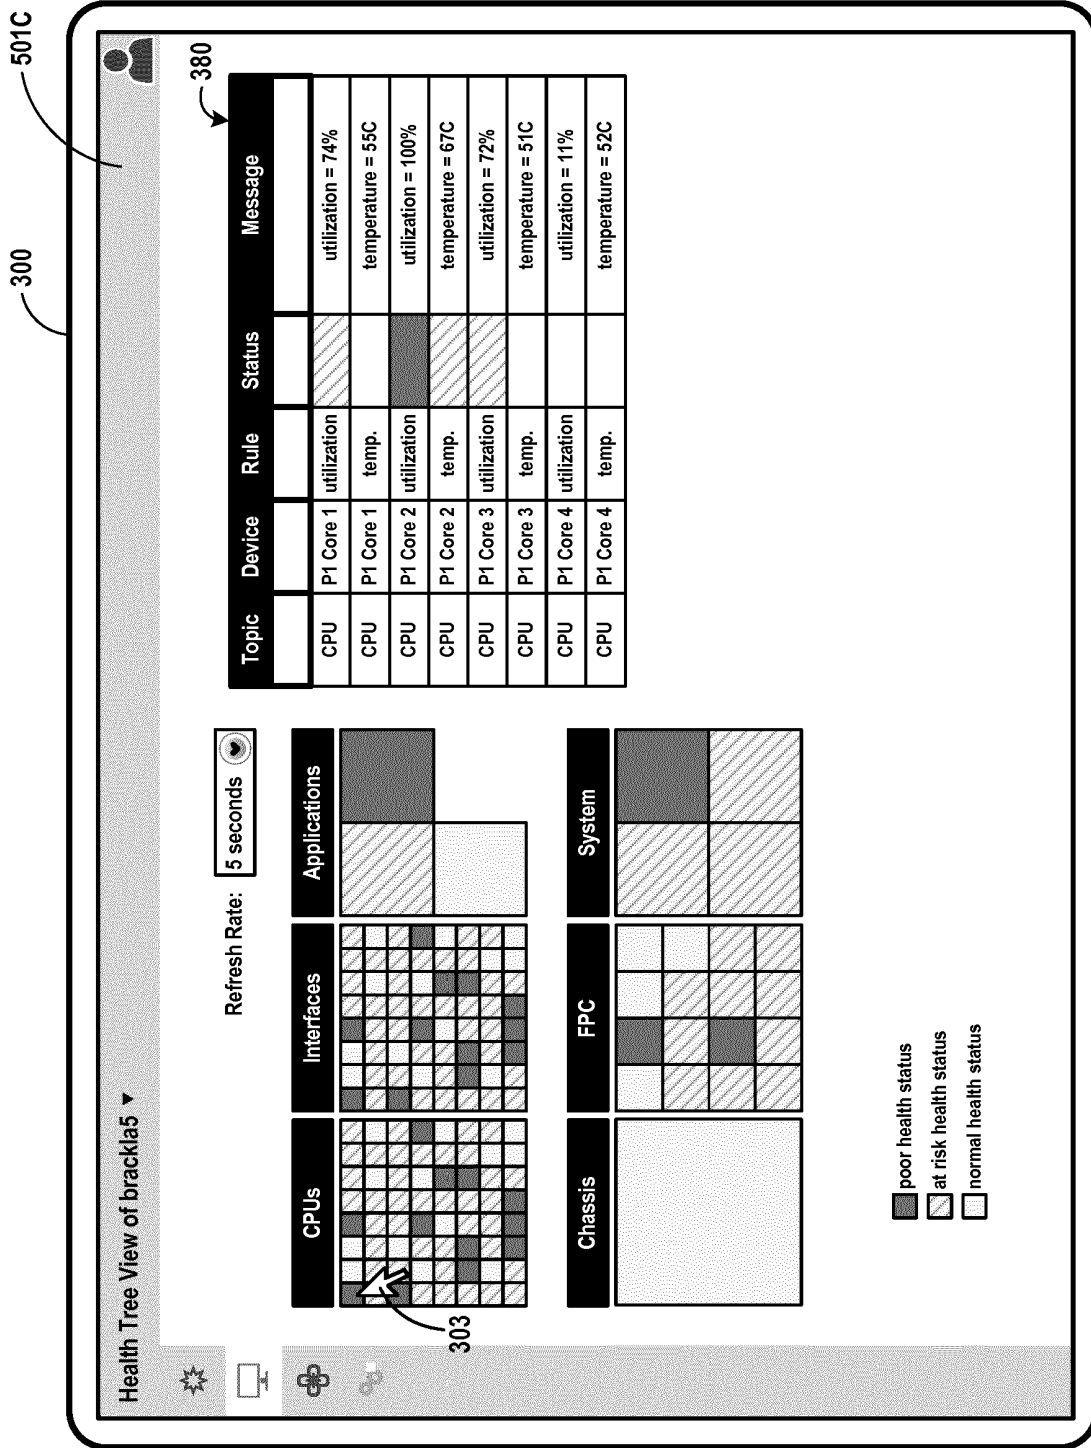 300
501C
Health Tree View of brackla5 ▼
380
Refresh Rate: 5 seconds
CPUs Interfaces Applications
303
Chassis FPC System
poor health status
at risk health status
normal health status
Topic Device Rule Status Message
CPU P1 Core 1 utilization utilization = 74%
CPU P1 Core 1 temp. temperature = 55C
CPU P1 Core 2 utilization utilization = 100%
CPU P1 Core 2 temp. temperature = 67C
CPU P1 Core 3 utilization utilization = 72%
CPU P1 Core 3 temp. temperature = 51C
CPU P1 Core 4 utilization utilization = 11%
CPU P1 Core 4 temp. temperature = 52C